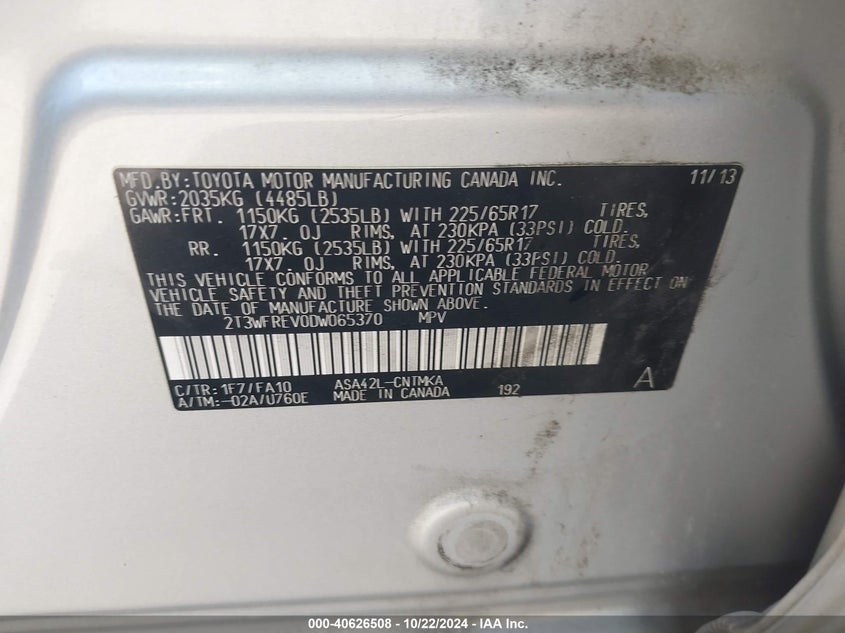 MFD.BY:TOYOTA MOTOR MANUFACTURING CANADA INC. 11/13
GVWR:2035KG (4485LB)
GAWR:FRT. 1150KG (2535LB) WITH 225/65R17 TIRES,
17X7.0J RIMS, AT 230KPA (33PSI) COLD.
RR. 1150KG (2535LB) WITH 225/65R17 TIRES,
17X7.0J RIMS, AT 230KPA (33PSI) COLD.
THIS VEHICLE CONFORMS TO ALL APPLICABLE FEDERAL MOTOR
VEHICLE SAFETY AND THEFT PREVENTION STANDARDS IN EFFECT ON
THE DATE OF MANUFACTURE SHOWN ABOVE.
2T3WFREV0DW065370 MPV
C/TR:1F7/FA10 ASA42L-CNTMKA 192 A
A/TM:-02A/U760E MADE IN CANADA
000-40626508 - 10/22/2024 - IAA Inc.